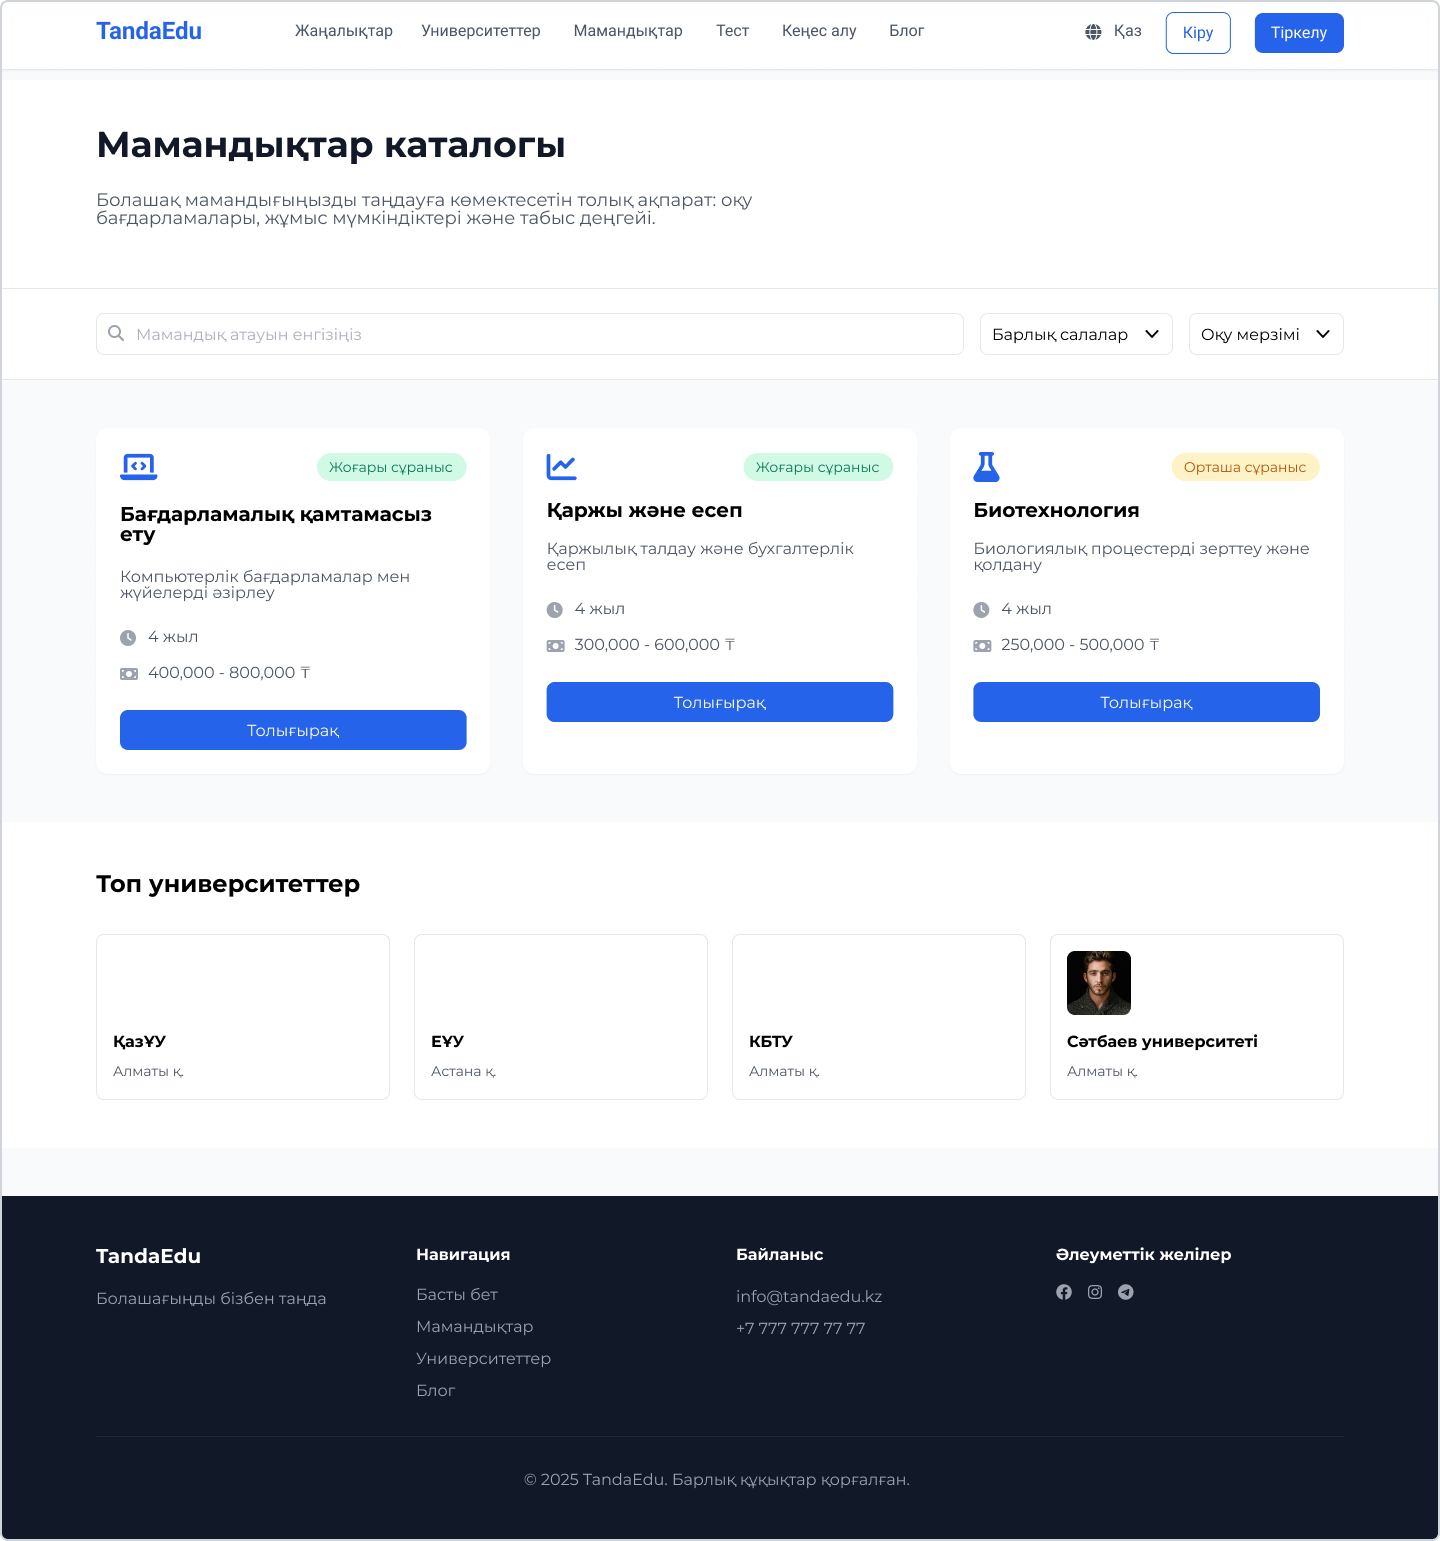 TandaEdu
Жаңалықтар
Университеттер
Мамандықтар
Тест
Кеңес алу
Блог
Қаз
Кіру
Тіркелу
Мамандықтар каталогы
Болашақ мамандығыңызды таңдауға көмектесетін толық ақпарат: оқу
бағдарламалары, жұмыс мүмкіндіктері және табыс деңгейі.
Мамандық атауын енгізіңіз
Барлық салалар
Оқу мерзімі
Жоғары сұраныс
Бағдарламалық қамтамасыз
ету
Компьютерлік бағдарламалар мен
жүйелерді әзірлеу
4 жыл
400,000 - 800,000 ₸
Толығырақ
Жоғары сұраныс
Қаржы және есеп
Қаржылық талдау және бухгалтерлік
есеп
4 жыл
300,000 - 600,000 ₸
Толығырақ
Орташа сұраныс
Биотехнология
Биологиялық процестерді зерттеу және
қолдану
4 жыл
250,000 - 500,000 ₸
Толығырақ
Топ университеттер
ҚазҰУ
Алматы қ.
ЕҰУ
Астана қ.
КБТУ
Алматы қ.
Сәтбаев университеті
Алматы қ.
TandaEdu
Болашағыңды бізбен таңда
Навигация
Басты бет
Мамандықтар
Университеттер
Блог
Байланыс
info@tandaedu.kz
+7 777 777 77 77
Әлеуметтік желілер
© 2025 TandaEdu. Барлық құқықтар қорғалған.